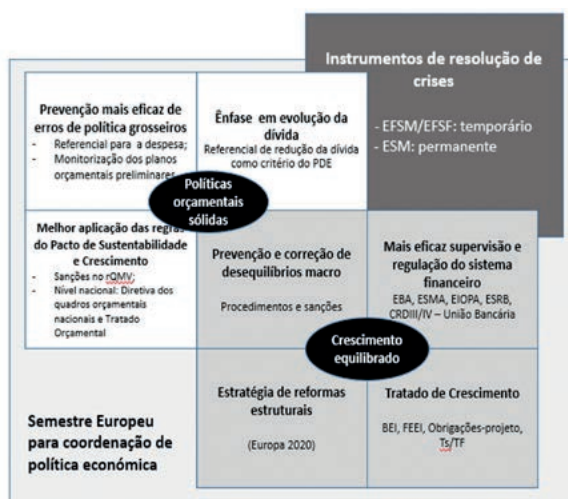 Instrumentos de resolução de
crises
- EFSM/EFSF: temporário
- ESM: permanente
Prevenção mais eficaz de
erros de política grosseiros
- Referencial para a despesa;
- Monitorização dos planos
orçamentais preliminares
Ênfase em evolução da
dívida
Referencial de redução da dívida
como critério do PDE
Políticas
orçamentais
sólidas
Melhor aplicação das regras
do Pacto de Sustentabilidade
e Crescimento
- Sanções no rQMV;
- Nível nacional: Diretiva dos
quadros orçamentais
nacionais e Tratado
Orçamental
Prevenção e correção de
desequilíbrios macro
Procedimentos e sanções
Mais eficaz supervisão e
regulação do sistema
financeiro
EBA, ESMA, EIOPA, ESRB,
CRDIII/IV – União Bancária
Crescimento
equilibrado
Estratégia de reformas
estruturais
(Europa 2020)
Tratado de Crescimento
BEI, FEEI, Obrigações-projeto,
Ts/TF
Semestre Europeu
para coordenação de
política económica